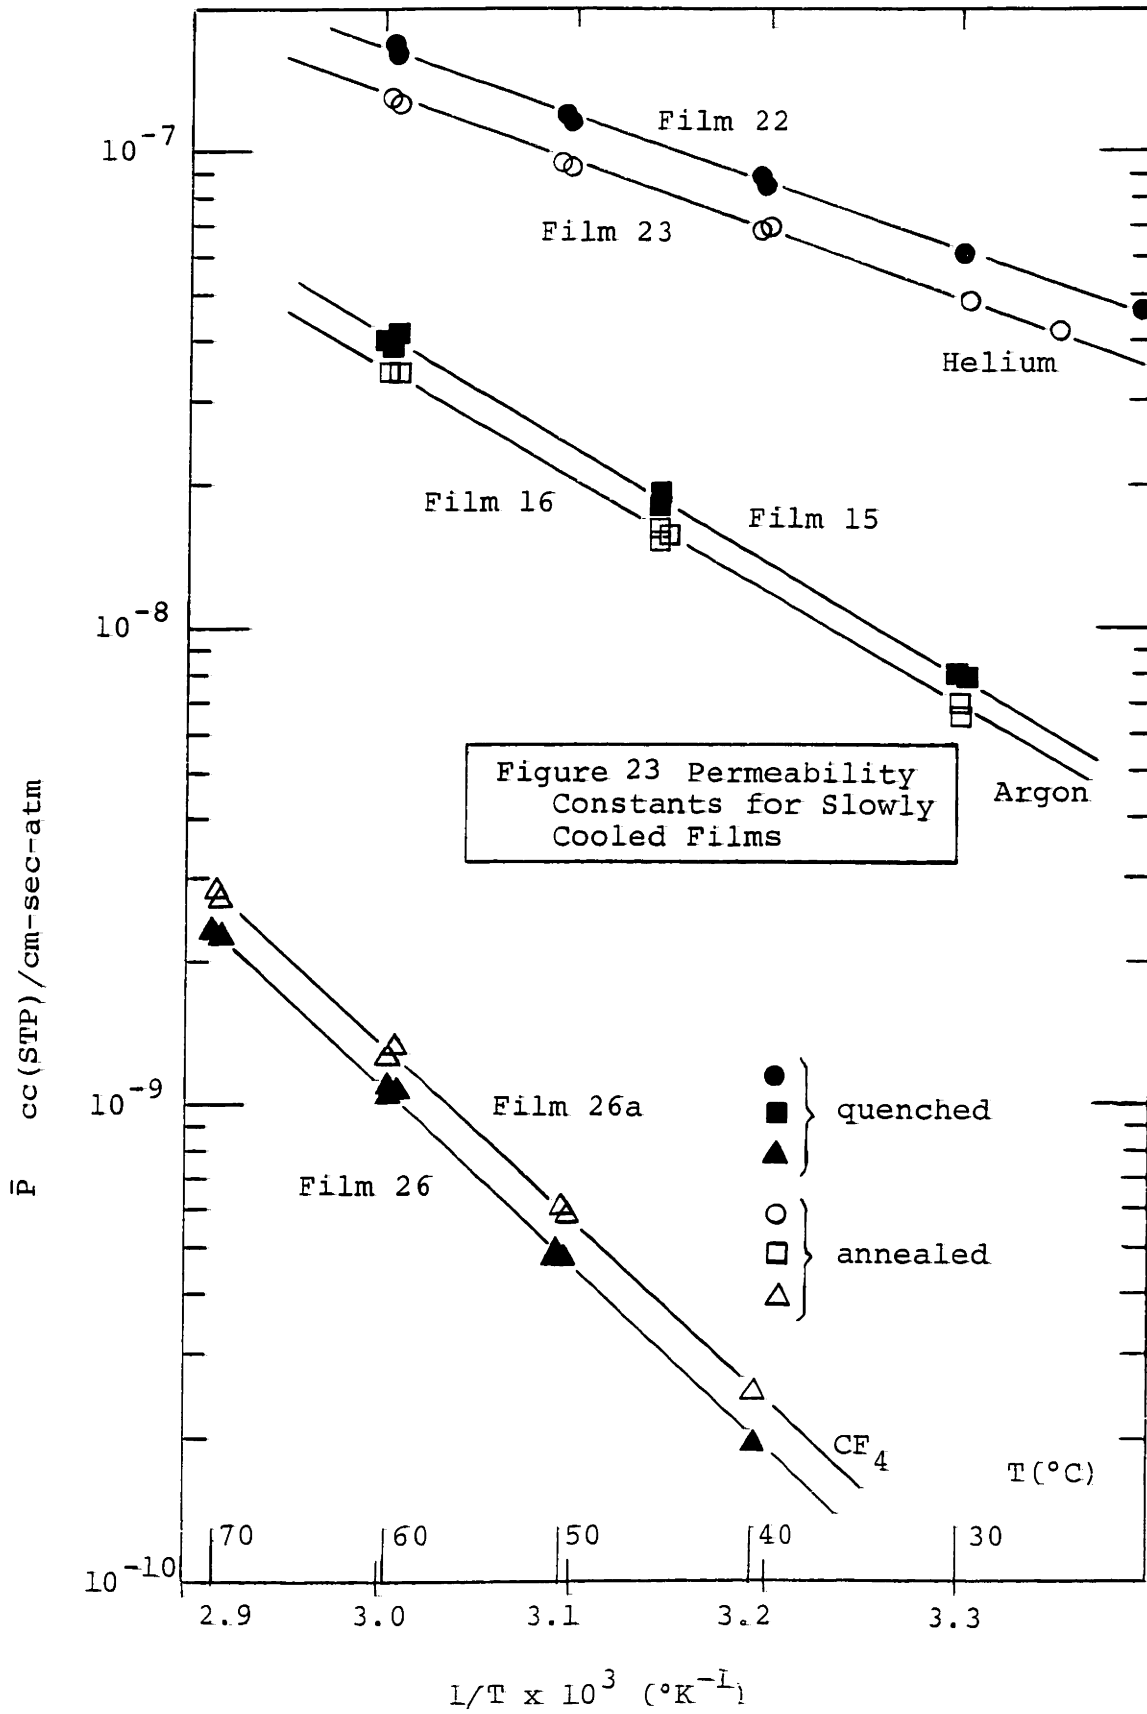 10⁻⁷
Film 22
Film 23
Helium
Film 16
Film 15
10⁻⁸
Figure 23 Permeability
Constants for Slowly
Cooled Films
Argon
P̄ cc(STP)/cm-sec-atm
10⁻⁹
Film 26a
quenched
Film 26
annealed
CF₄
T(°C)
70 60 50 40 30
10⁻¹⁰
2.9 3.0 3.1 3.2 3.3
1/T x 10³ (°K⁻¹)